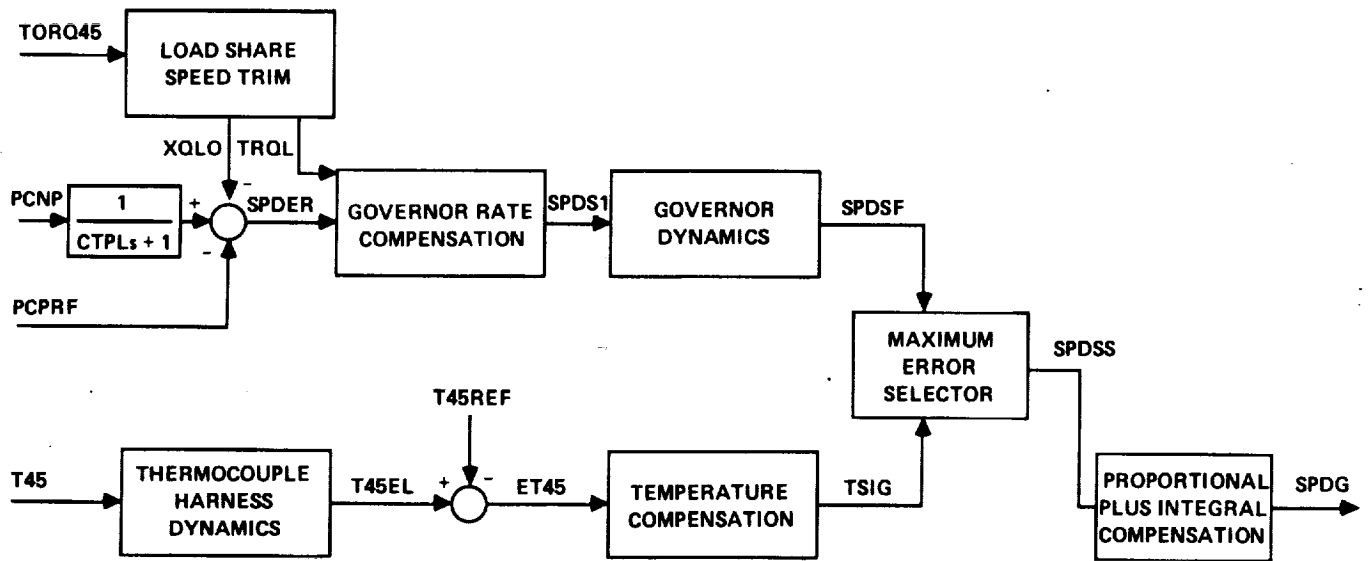 TORQ45
LOAD SHARE
SPEED TRIM
XQLO
TRQL
PCNP
1
CTPLs + 1
+
-
-
SPDER
GOVERNOR RATE
COMPENSATION
SPDS1
GOVERNOR
DYNAMICS
SPDSF
PCPRF
MAXIMUM
ERROR
SELECTOR
SPDSS
T45REF
T45
THERMOCOUPLE
HARNESS
DYNAMICS
T45EL
+
-
ET45
TEMPERATURE
COMPENSATION
TSIG
PROPORTIONAL
PLUS INTEGRAL
COMPENSATION
SPDG